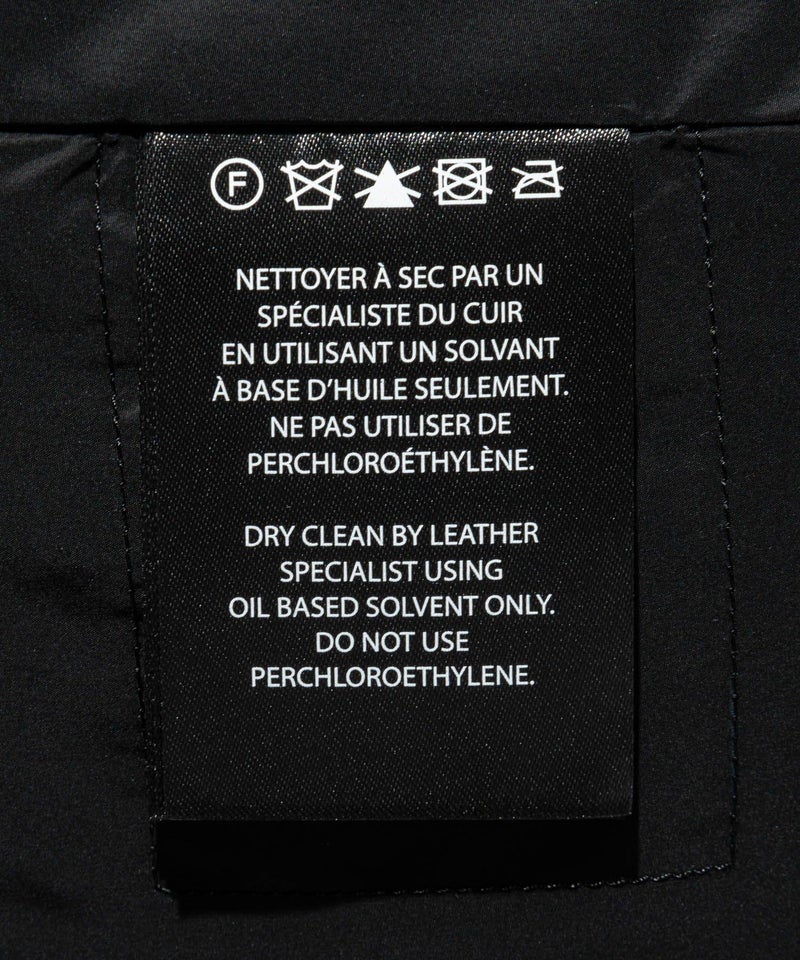 F
NETTOYER À SEC PAR UN
SPÉCIALISTE DU CUIR
EN UTILISANT UN SOLVANT
À BASE D'HUILE SEULEMENT.
NE PAS UTILISER DE
PERCHLOROÉTHYLÈNE.
DRY CLEAN BY LEATHER
SPECIALIST USING
OIL BASED SOLVENT ONLY.
DO NOT USE
PERCHLOROETHYLENE.